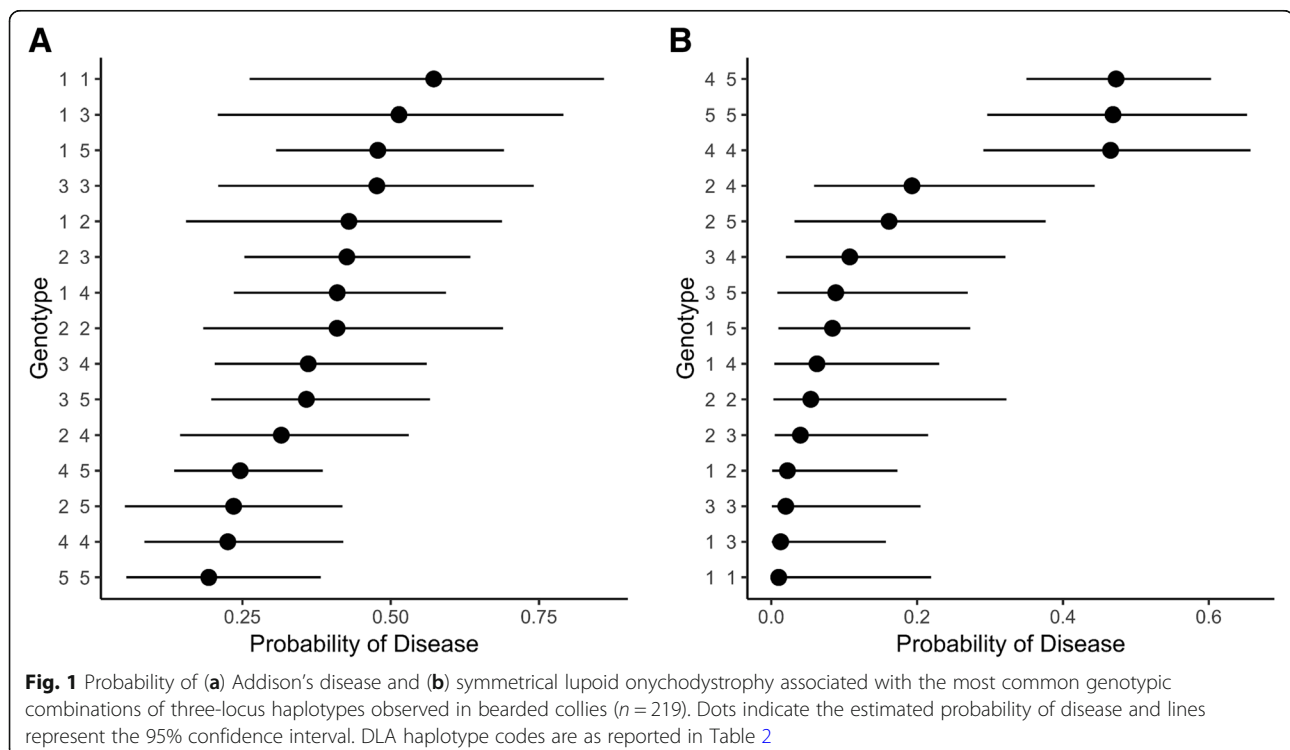 A
Genotype
1 1
1 3
1 5
3 3
1 2
2 3
1 4
2 2
3 4
3 5
2 4
4 5
2 5
4 4
5 5
0.25 0.50 0.75
Probability of Disease
B
Genotype
4 5
5 5
4 4
2 4
2 5
3 4
3 5
1 5
1 4
2 2
2 3
1 2
3 3
1 3
1 1
0.0 0.2 0.4 0.6
Probability of Disease
Fig. 1 Probability of (a) Addison's disease and (b) symmetrical lupoid onychodystrophy associated with the most common genotypic
combinations of three-locus haplotypes observed in bearded collies (n = 219). Dots indicate the estimated probability of disease and lines
represent the 95% confidence interval. DLA haplotype codes are as reported in Table 2